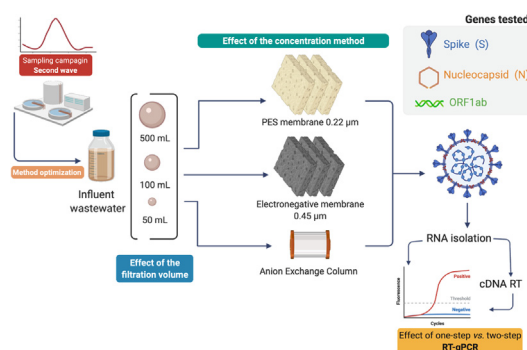 Genes tested
Spike (S)
Nucleocapsid (N)
ORF1ab
Sampling campagin
Second wave
Method optimization
Influent
wastewater
500 mL
100 mL
50 mL
Effect of the
filtration volume
Effect of the concentration method
PES membrane 0.22 µm
Electronegative membrane
0.45 µm
Anion Exchange Column
RNA isolation
cDNA RT
Fluorescence
Positive
Threshold
Negative
Cycles
Effect of one-step vs. two-step
RT-qPCR